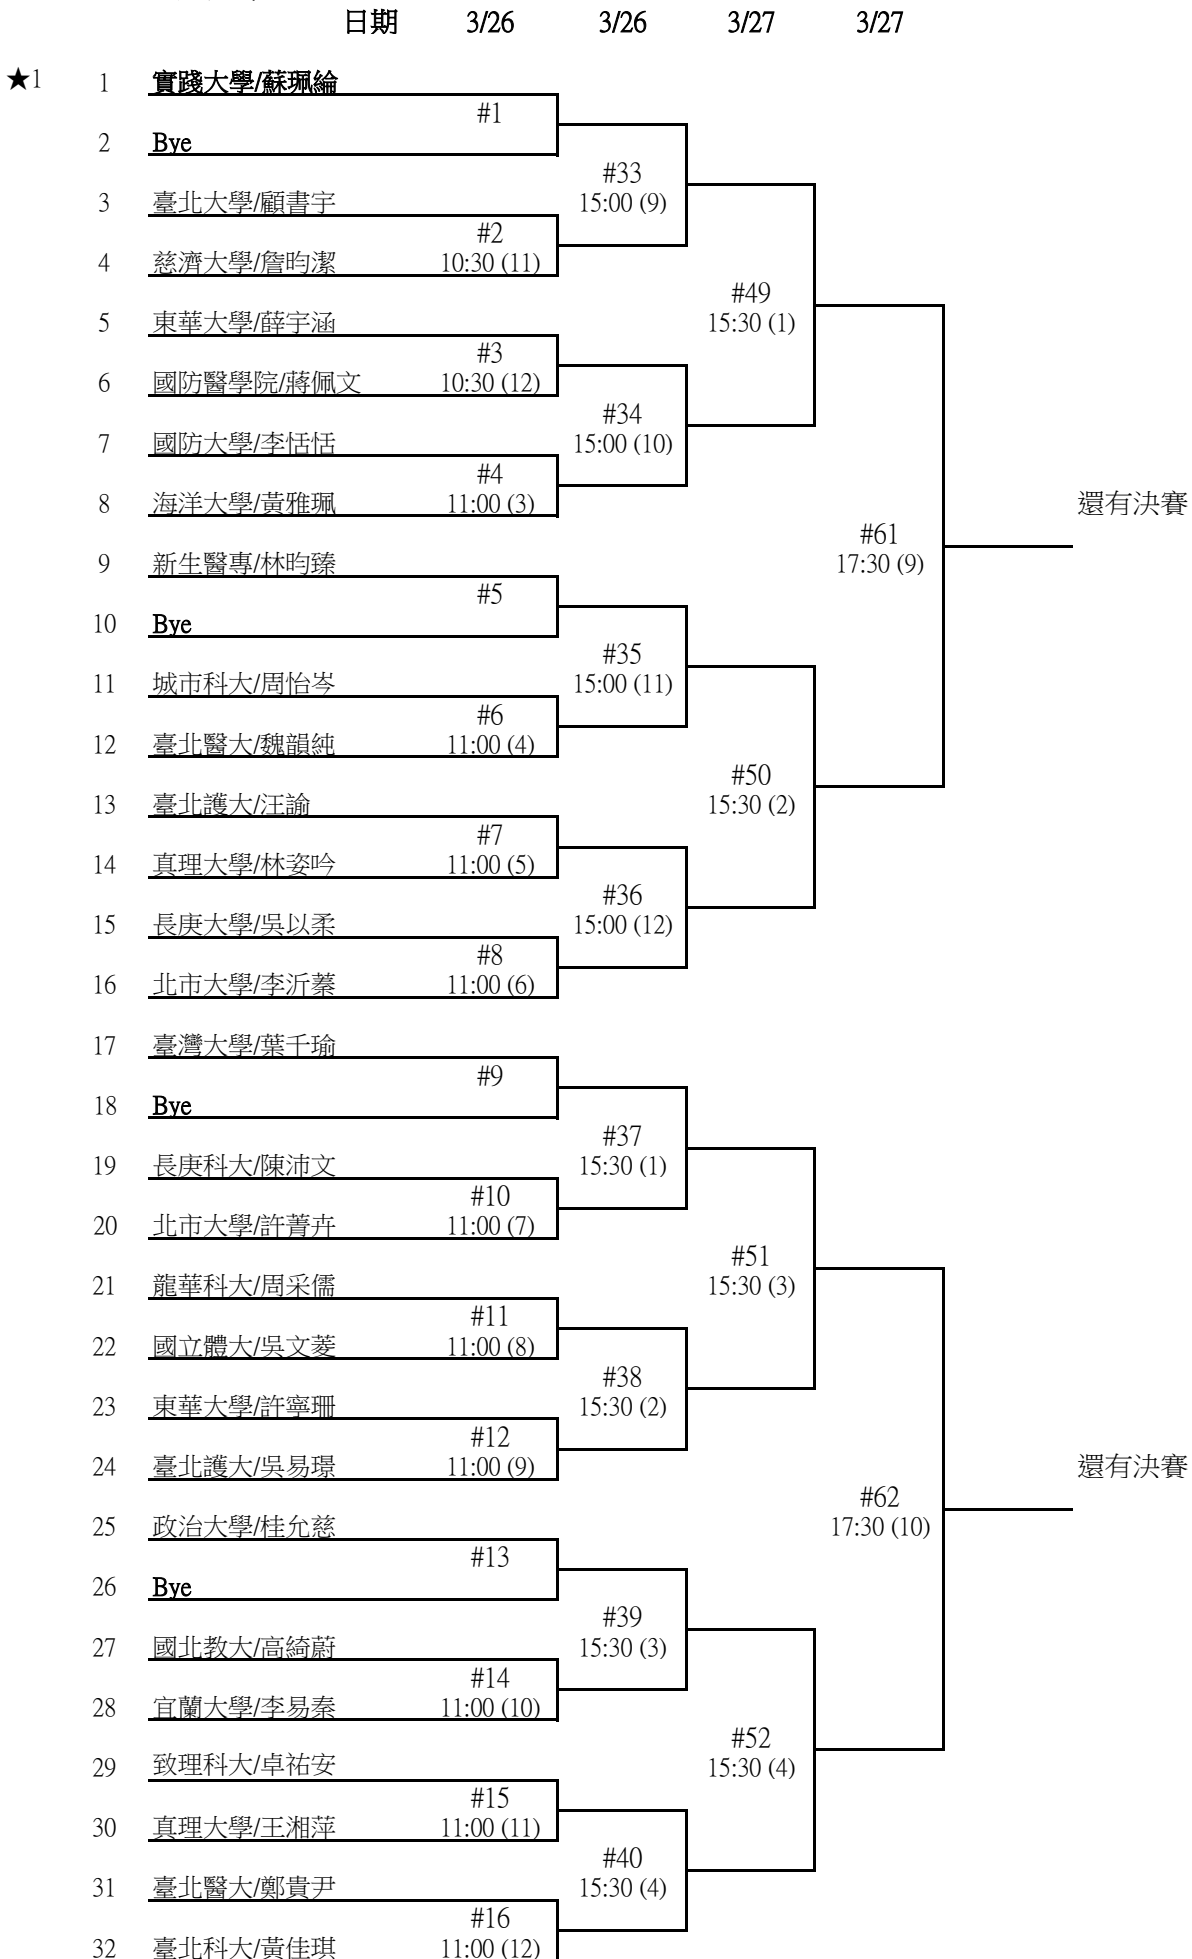 日期 3/26 3/26 3/27 3/27
★1 1 實踐大學/蘇珮綸
#1
2 Bye
#33
3 臺北大學/顧書宇 15:00 (9)
#2
4 慈濟大學/詹昀潔 10:30 (11)
#49
5 東華大學/薛宇涵 15:30 (1)
#3
6 國防醫學院/蔣佩文 10:30 (12)
#34
7 國防大學/李恬恬 15:00 (10)
#4
8 海洋大學/黃雅珮 11:00 (3) 還有決賽
#61
9 新生醫專/林昀臻 17:30 (9)
#5
10 Bye
#35
11 城市科大/周怡岑 15:00 (11)
#6
12 臺北醫大/魏韻純 11:00 (4)
#50
13 臺北護大/汪諭 15:30 (2)
#7
14 真理大學/林姿吟 11:00 (5)
#36
15 長庚大學/吳以柔 15:00 (12)
#8
16 北市大學/李沂蓁 11:00 (6)
17 臺灣大學/葉千瑜
#9
18 Bye
#37
19 長庚科大/陳沛文 15:30 (1)
#10
20 北市大學/許菁卉 11:00 (7)
#51
21 龍華科大/周采儒 15:30 (3)
#11
22 國立體大/吳文菱 11:00 (8)
#38
23 東華大學/許寧珊 15:30 (2)
#12
24 臺北護大/吳易璟 11:00 (9) 還有決賽
#62
25 政治大學/桂允慈 17:30 (10)
#13
26 Bye
#39
27 國北教大/高綺蔚 15:30 (3)
#14
28 宜蘭大學/李易秦 11:00 (10)
#52
29 致理科大/卓祐安 15:30 (4)
#15
30 真理大學/王湘萍 11:00 (11)
#40
31 臺北醫大/鄭貴尹 15:30 (4)
#16
32 臺北科大/黃佳琪 11:00 (12)